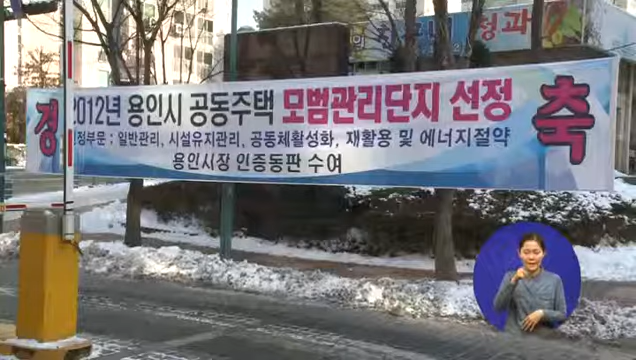 경 축
2012년 용인시 공동주택 모범관리단지 선정
선정부문 : 일반관리, 시설유지관리, 공동체활성화, 재활용 및 에너지절약
용인시장 인증동판 수여